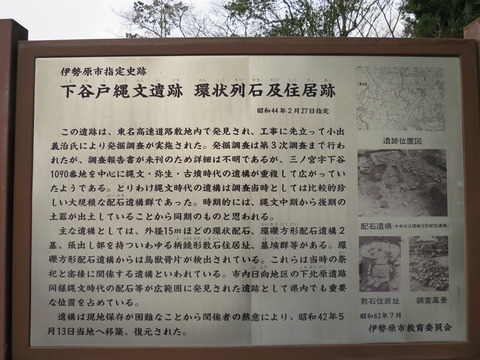 伊勢原市指定史跡
下谷戸縄文遺跡 環状列石及住居跡
昭和44年2月27日指定
この遺跡は、東名高速道路敷地内で発見され、工事に先立って小出
義治氏により発掘調査が実施された。発掘調査は第3次調査まで行わ
れたが、調査報告書が未刊のため詳細は不明であるが、三ノ宮字下谷
1090番地を中心に縄文・弥生・古墳時代の遺構が重複して広がってい
たようである。とりわけ縄文時代の遺構は調査当時としては比較的珍
しい大規模な配石遺構群であった。時期的には、縄文中期から後期の
土器が出土していることから同期のものと思われる。
主な遺構としては、外径15mほどの環状配石、環礫方形配石遺構2
基、張出し部を持ついわゆる柄鏡形敷石住居址、墓壙群等がある。環
礫方形配石遺構からは鳥獣骨片が検出されている。これらは当時の祭
祀と密接に関係する遺構といわれている。市内日向地区の下北原遺跡
同様縄文時代の配石等が広範囲に発見された遺跡として県内でも重要
な位置を占めている。
遺構は現地保存が困難なことから関係者の熱意により、昭和42年5
月13日当地へ移築、復元された。
遺跡位置図
配石遺構
敷石住居址
調査風景
昭和62年7月
伊勢原市教育委員会